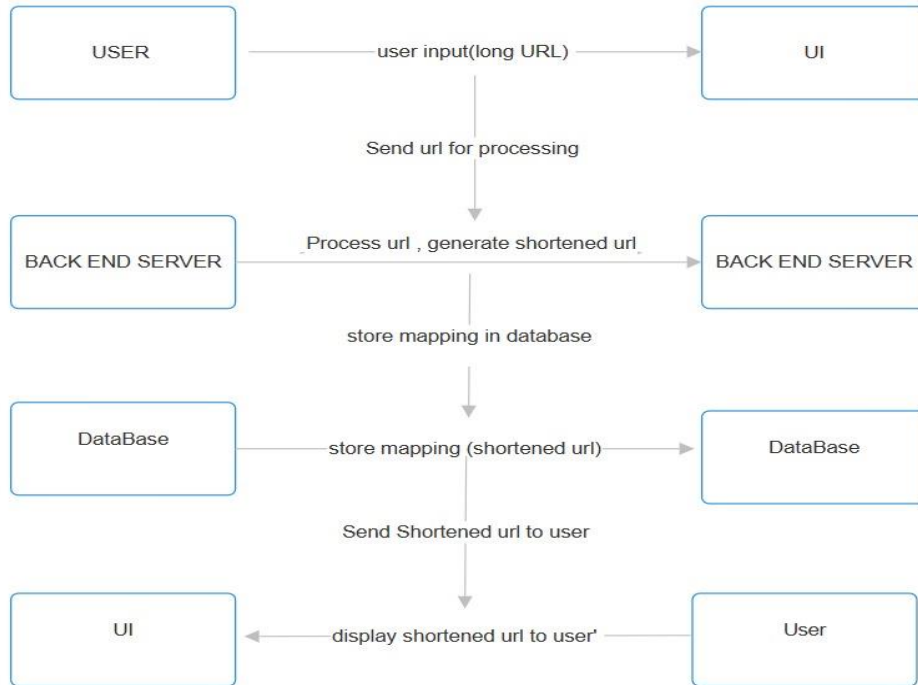 USER
user input(long URL)
UI
Send url for processing
BACK END SERVER
Process url , generate shortened url
BACK END SERVER
store mapping in database
DataBase
store mapping (shortened url)
DataBase
Send Shortened url to user
UI
display shortened url to user'
User